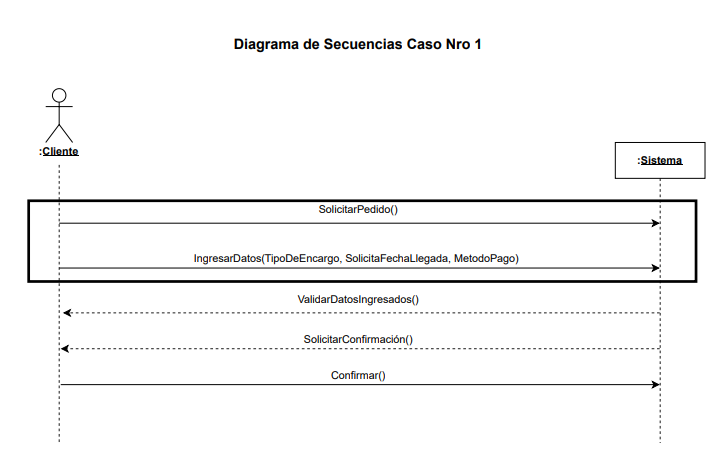 Diagrama de Secuencias Caso Nro 1
:Cliente
:Sistema
SolicitarPedido()
IngresarDatos(TipoDeEncargo, SolicitaFechaLlegada, MetodoPago)
ValidarDatosIngresados()
SolicitarConfirmación()
Confirmar()